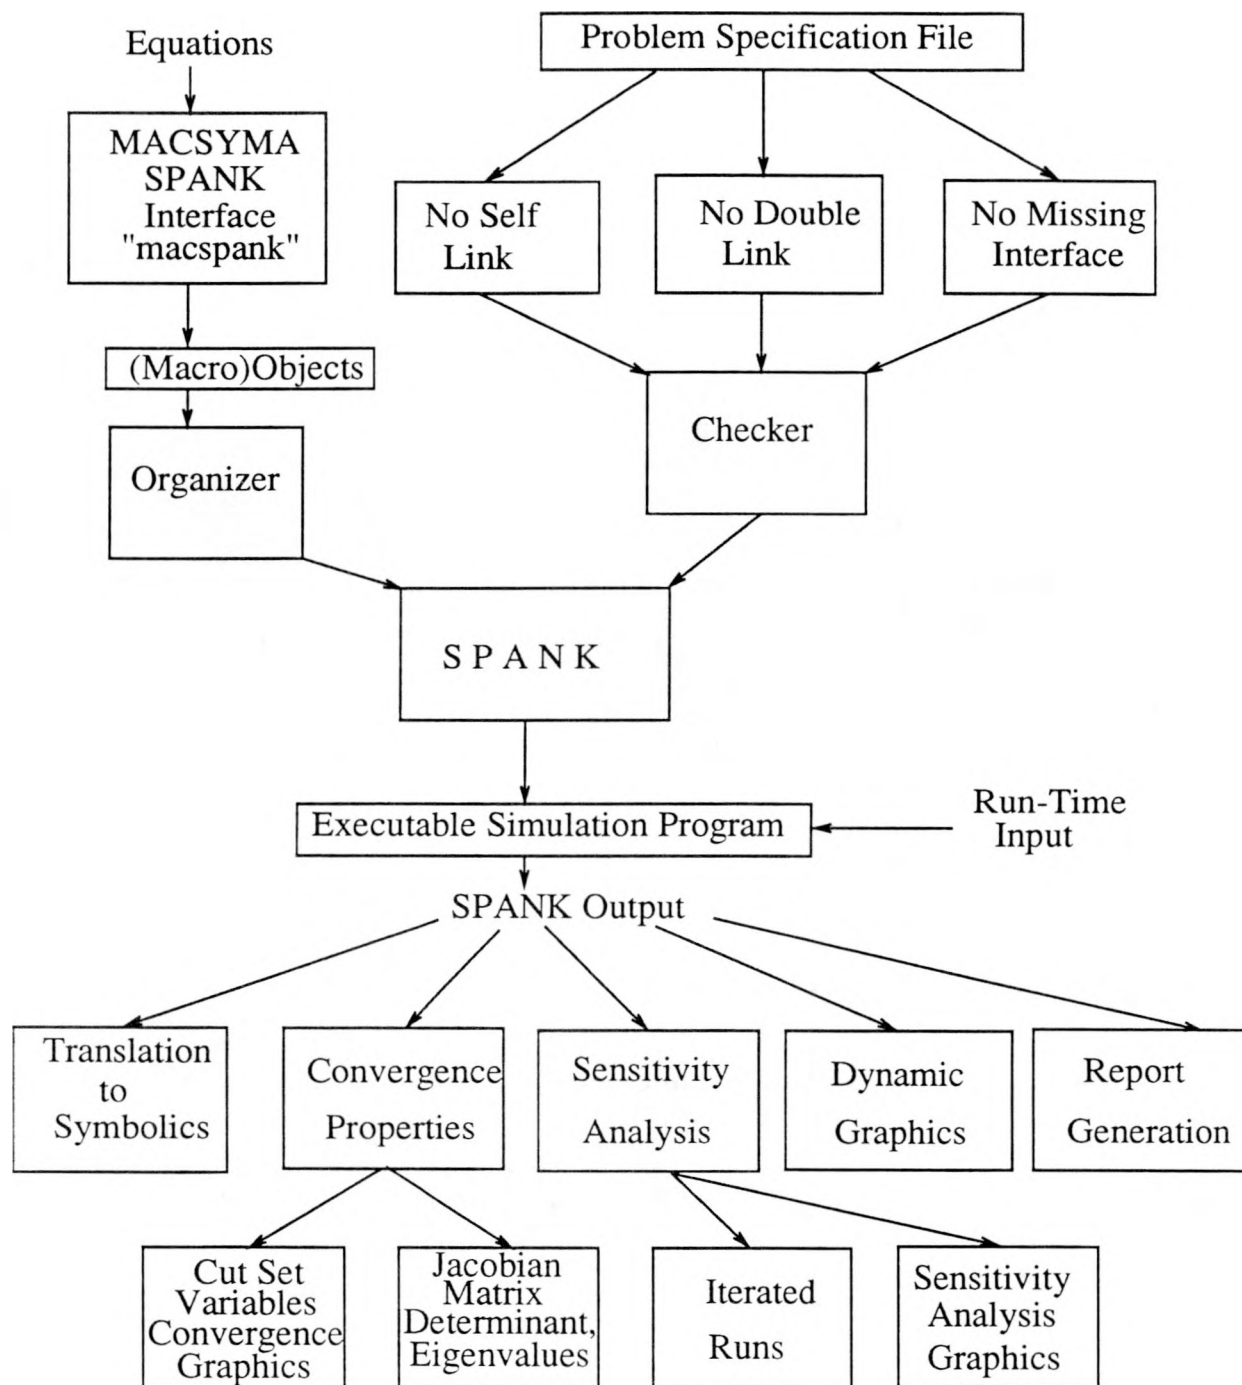 Equations
Problem Specification File
MACSYMA
SPANK
Interface
"macspank"
No Self
Link
No Double
Link
No Missing
Interface
(Macro)Objects
Checker
Organizer
S P A N K
Executable Simulation Program
Run-Time
Input
SPANK Output
Translation
to
Symbolics
Convergence
Properties
Sensitivity
Analysis
Dynamic
Graphics
Report
Generation
Cut Set
Variables
Convergence
Graphics
Jacobian
Matrix
Determinant,
Eigenvalues
Iterated
Runs
Sensitivity
Analysis
Graphics